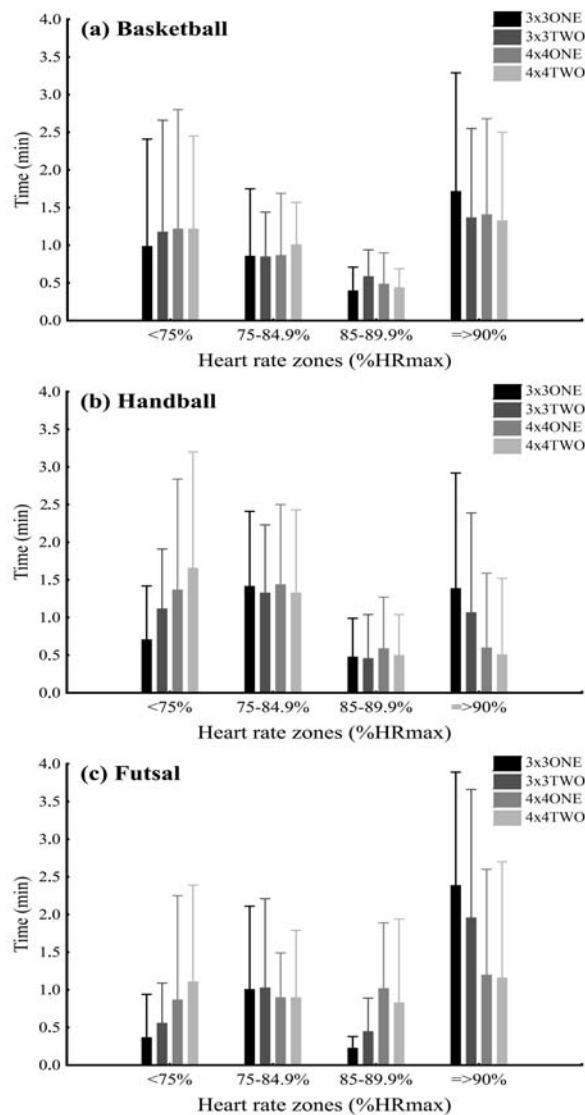 (a) Basketball
3x3ONE
3x3TWO
4x4ONE
4x4TWO
4.0
3.5
3.0
2.5
2.0
1.5
1.0
0.5
0.0
Time (min)
<75% 75-84.9% 85-89.9% =>90%
Heart rate zones (%HRmax)
(b) Handball
3x3ONE
3x3TWO
4x4ONE
4x4TWO
4.0
3.5
3.0
2.5
2.0
1.5
1.0
0.5
0.0
Time (min)
<75% 75-84.9% 85-89.9% =>90%
Heart rate zones (%HRmax)
(c) Futsal
3x3ONE
3x3TWO
4x4ONE
4x4TWO
4.0
3.5
3.0
2.5
2.0
1.5
1.0
0.5
0.0
Time (min)
<75% 75-84.9% 85-89.9% =>90%
Heart rate zones (%HRmax)